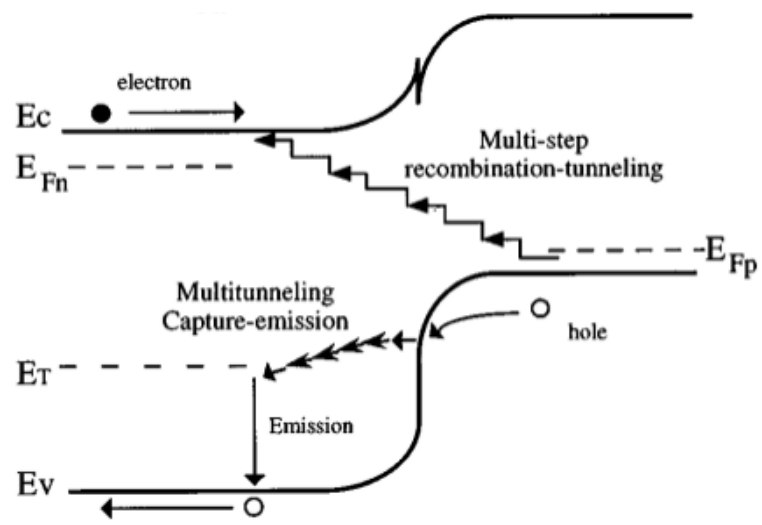 electron
Ec
E Fn
Multi-step
recombination-tunneling
E Fp
Multitunneling
Capture-emission
hole
ET
Emission
Ev